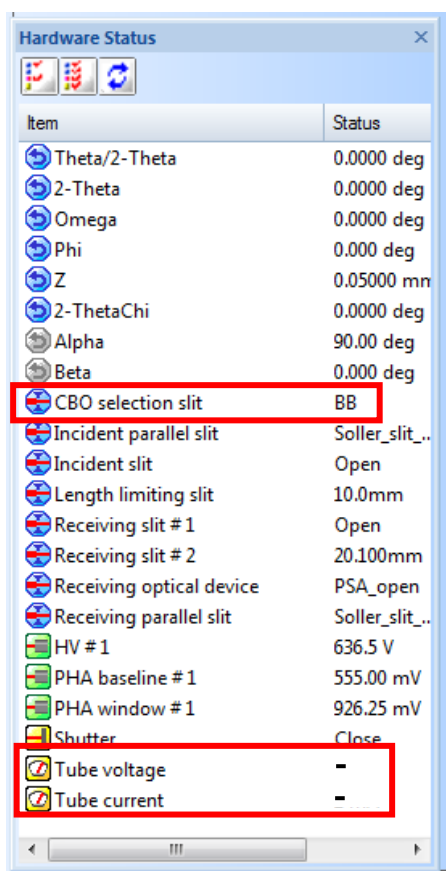 Hardware Status
Item Status
Theta/2-Theta 0.0000 deg
2-Theta 0.0000 deg
Omega 0.0000 deg
Phi 0.000 deg
Z 0.05000 mm
2-ThetaChi 0.0000 deg
Alpha 90.00 deg
Beta 0.000 deg
CBO selection slit BB
Incident parallel slit Soller_slit_..
Incident slit Open
Length limiting slit 10.0mm
Receiving slit #1 Open
Receiving slit #2 20.100mm
Receiving optical device PSA_open
Receiving parallel slit Soller_slit_..
HV #1 636.5 V
PHA baseline #1 555.00 mV
PHA window #1 926.25 mV
Shutter Close
Tube voltage -
Tube current -